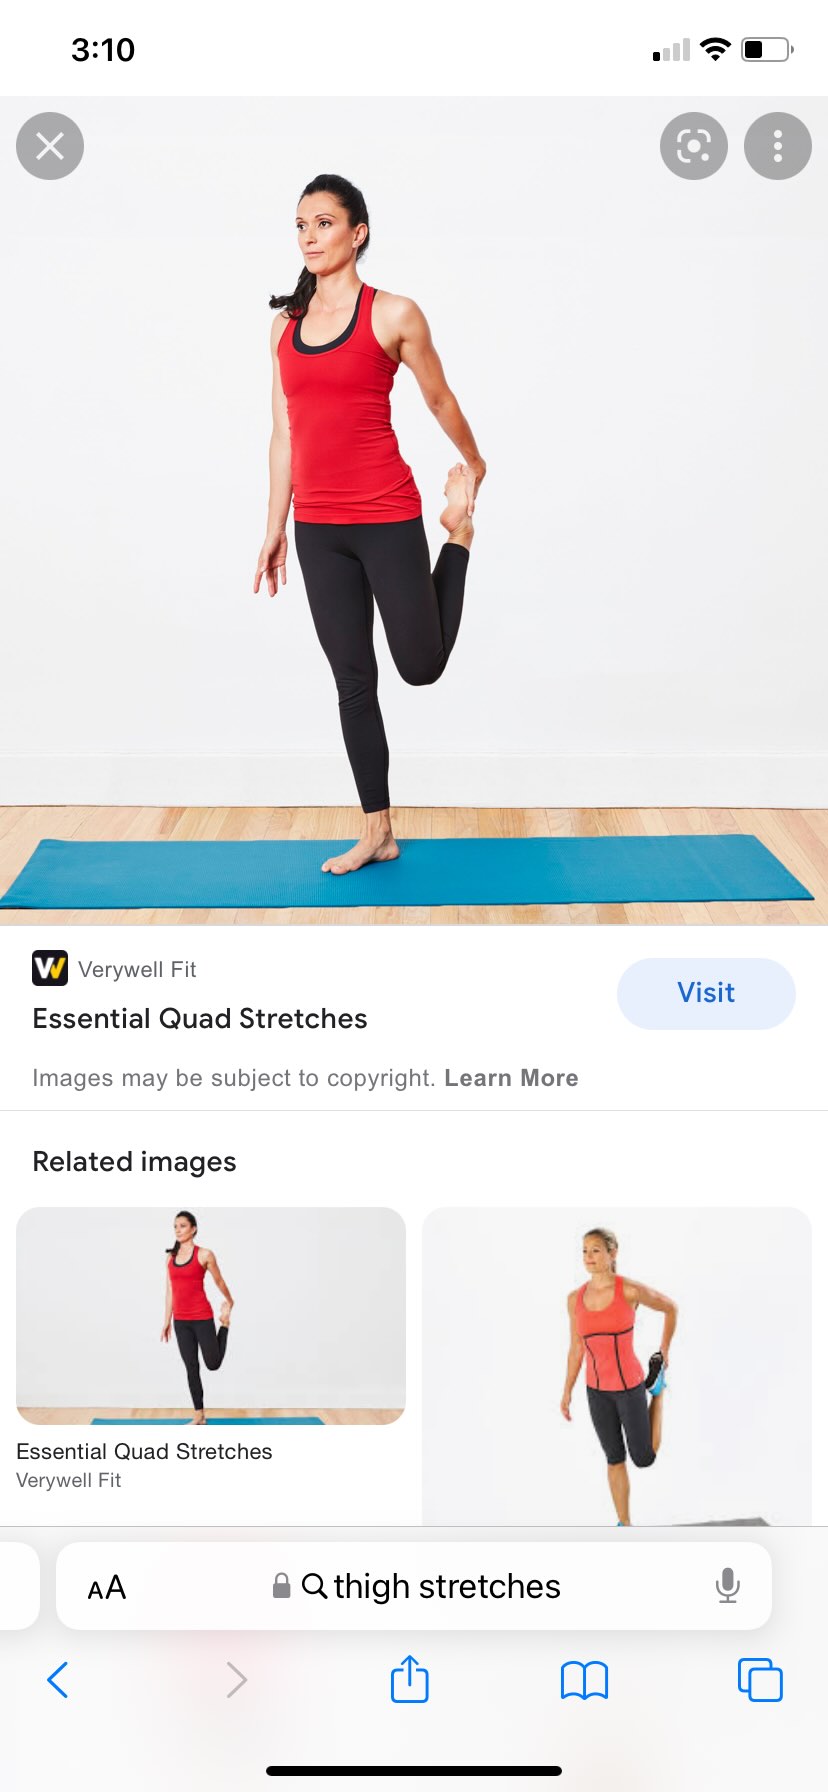 3:10
Verywell Fit
Essential Quad Stretches
Visit
Images may be subject to copyright. Learn More
Related images
Essential Quad Stretches
Verywell Fit
AA thigh stretches